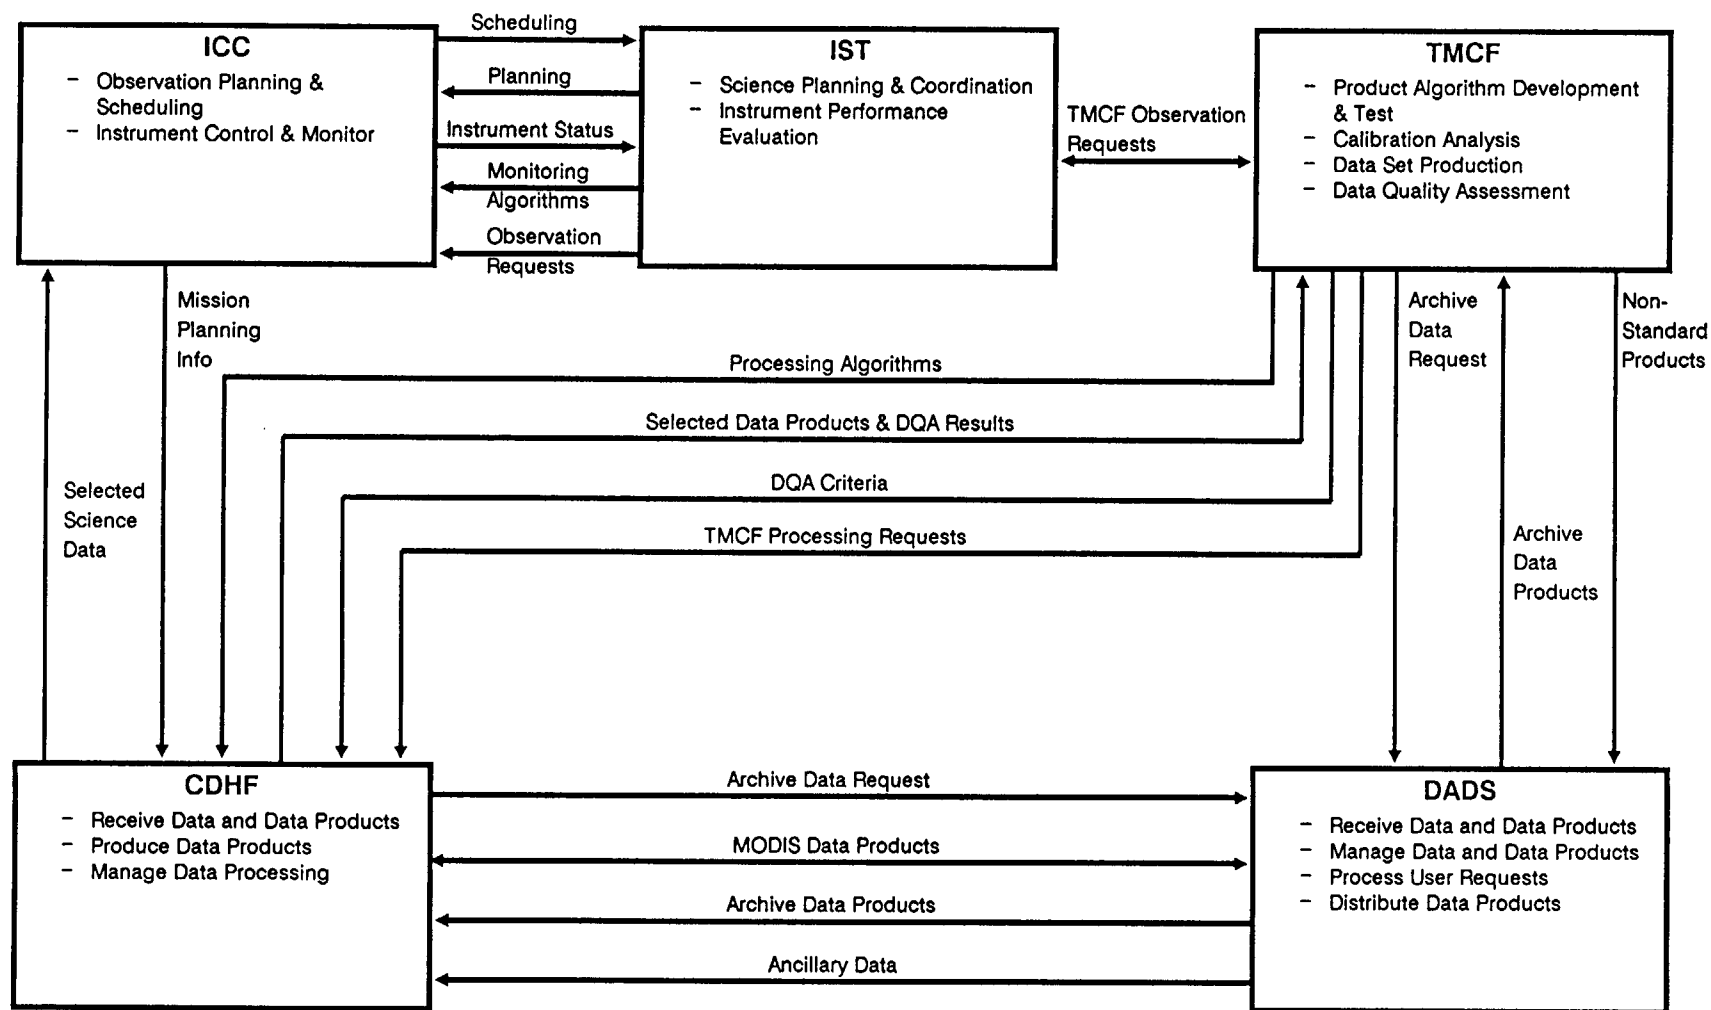 ICC
- Observation Planning &
Scheduling
- Instrument Control & Monitor
Scheduling
Planning
Instrument Status
Monitoring
Algorithms
Observation
Requests
IST
- Science Planning & Coordination
- Instrument Performance
Evaluation
TMCF Observation
Requests
TMCF
- Product Algorithm Development
& Test
- Calibration Analysis
- Data Set Production
- Data Quality Assessment
Mission
Planning
Info
Archive
Data
Request
Non-
Standard
Products
Processing Algorithms
Selected Data Products & DQA Results
DQA Criteria
TMCF Processing Requests
Selected
Science
Data
Archive
Data
Products
CDHF
- Receive Data and Data Products
- Produce Data Products
- Manage Data Processing
Archive Data Request
MODIS Data Products
Archive Data Products
Ancillary Data
DADS
- Receive Data and Data Products
- Manage Data and Data Products
- Process User Requests
- Distribute Data Products